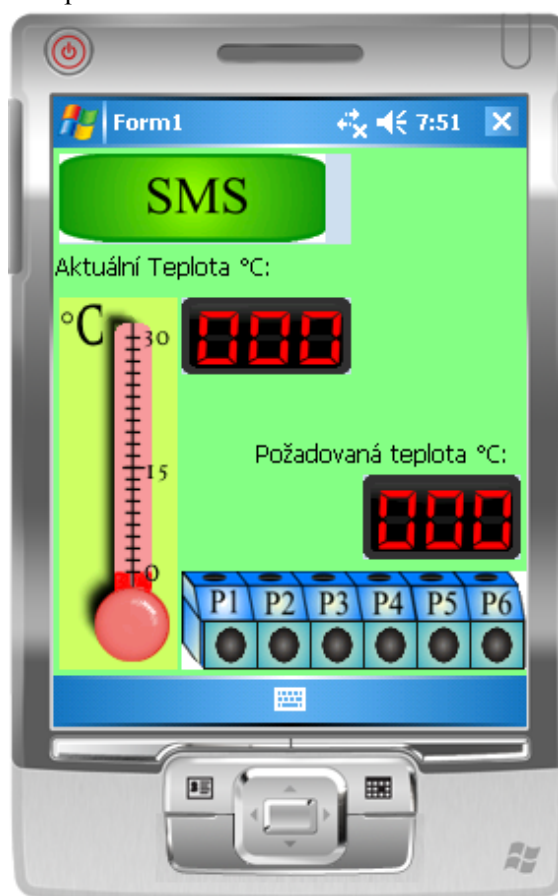 Form1 7:51
SMS
Aktuální Teplota °C:
°C
30
000
15
Požadovaná teplota °C:
000
0
P1 P2 P3 P4 P5 P6